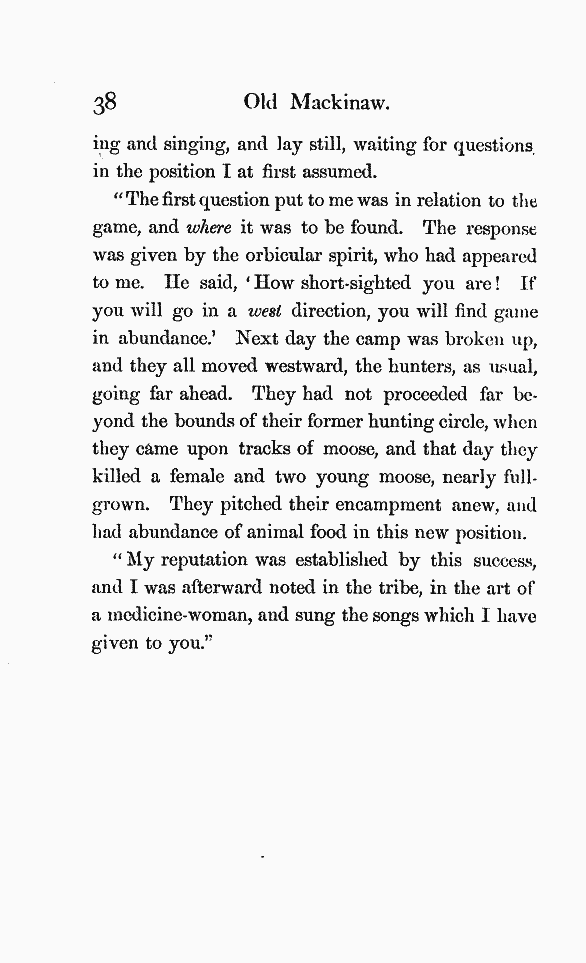 38 Old Mackinaw.
ing and singing, and lay still, waiting for questions
in the position I at first assumed.
"The first question put to me was in relation to the
game, and where it was to be found. The response
was given by the orbicular spirit, who had appeared
to me. He said, 'How short-sighted you are! If
you will go in a west direction, you will find game
in abundance.' Next day the camp was broken up,
and they all moved westward, the hunters, as usual,
going far ahead. They had not proceeded far be-
yond the bounds of their former hunting circle, when
they came upon tracks of moose, and that day they
killed a female and two young moose, nearly full-
grown. They pitched their encampment anew, and
had abundance of animal food in this new position.
"My reputation was established by this success,
and I was afterward noted in the tribe, in the art of
a medicine-woman, and sung the songs which I have
given to you."